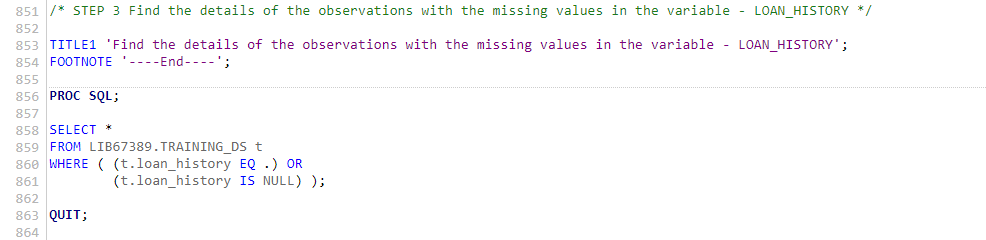 851 /* STEP 3 Find the details of the observations with the missing values in the variable - LOAN_HISTORY */
852
853 TITLE1 'Find the details of the observations with the missing values in the variable - LOAN_HISTORY';
854 FOOTNOTE '----End----';
855
856 PROC SQL;
857
858 SELECT *
859 FROM LIB67389.TRAINING_DS t
860 WHERE ( (t.loan_history EQ .) OR
861         (t.loan_history IS NULL) );
862
863 QUIT;
864